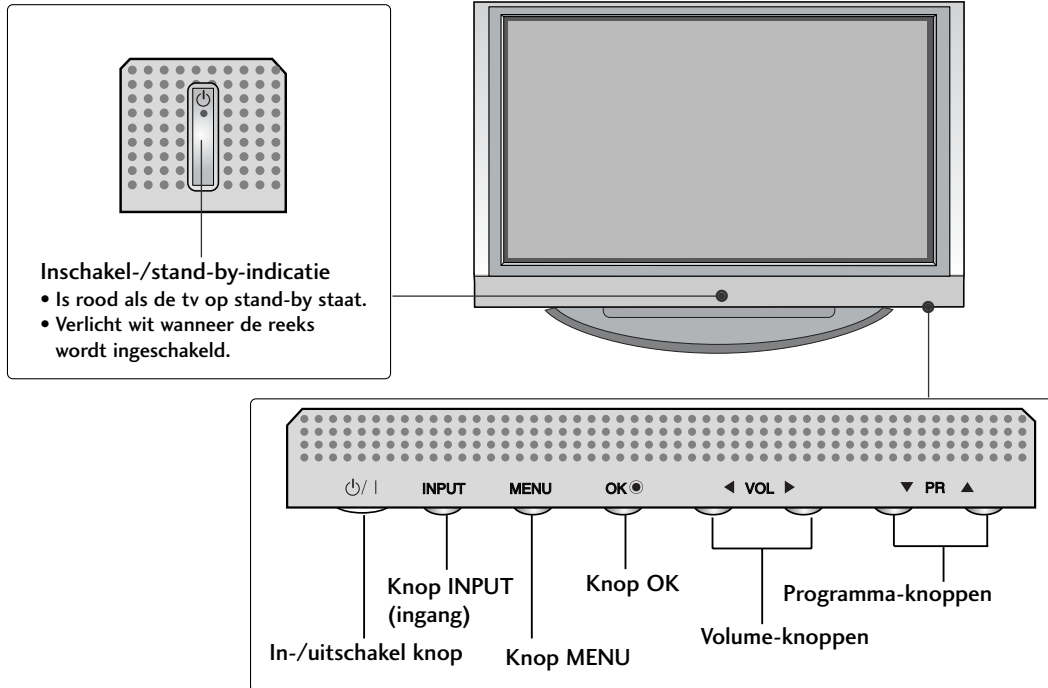 Inschakel-/stand-by-indicatie
• Is rood als de tv op stand-by staat.
• Verlicht wit wanneer de reeks
wordt ingeschakeld.
⏻/ I INPUT MENU OK◉ ◀ VOL ▶ ▼ PR ▲
Knop INPUT
(ingang)
Knop OK
Programma-knoppen
Volume-knoppen
In-/uitschakel knop
Knop MENU